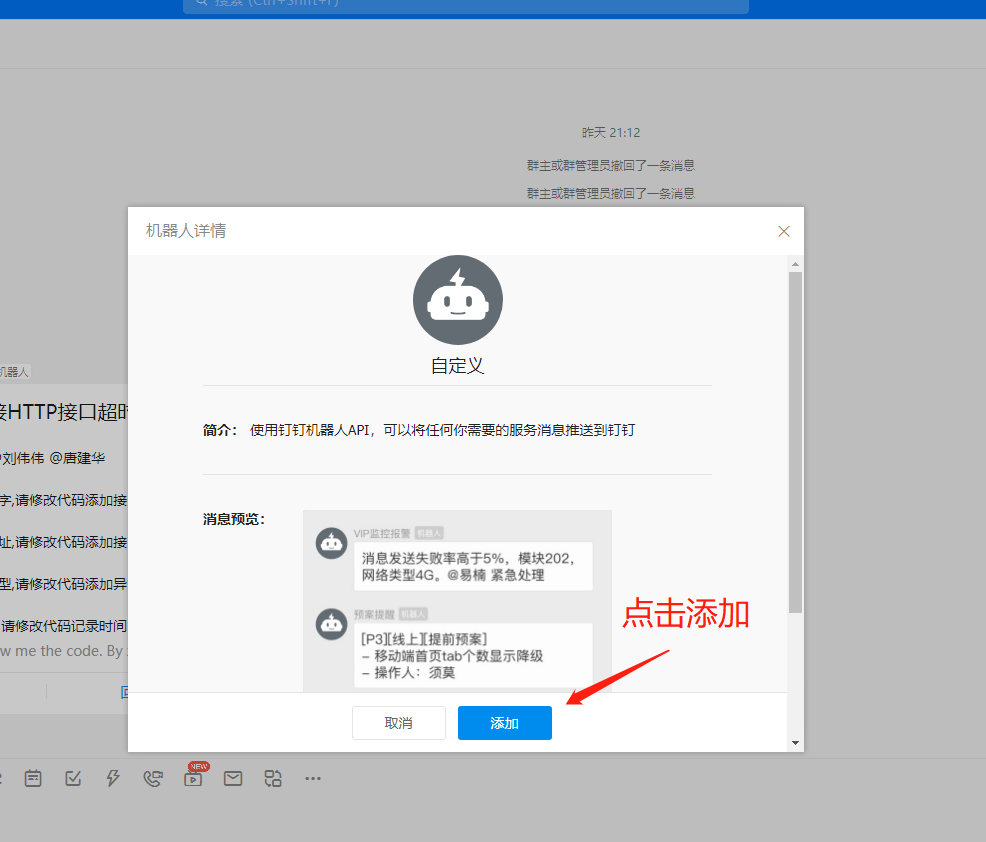 搜索 (Ctrl+Shift+F)
昨天 21:12
群主或群管理员撤回了一条消息
群主或群管理员撤回了一条消息
机器人详情
自定义
简介： 使用钉钉机器人API，可以将任何你需要的服务消息推送到钉钉
消息预览：
VIP监控报警 机器人
消息发送失败率高于5%，模块202，
网络类型4G。@易楠 紧急处理
预案提醒 机器人
[P3][线上][提前预案]
– 移动端首页tab个数显示降级
– 操作人：须莫
点击添加
取消
添加
机器人
接HTTP接口超时
刘伟伟 @唐建华
字,请修改代码添加接
址,请修改代码添加接
型,请修改代码添加异
请修改代码记录时间
w me the code. By
NEW